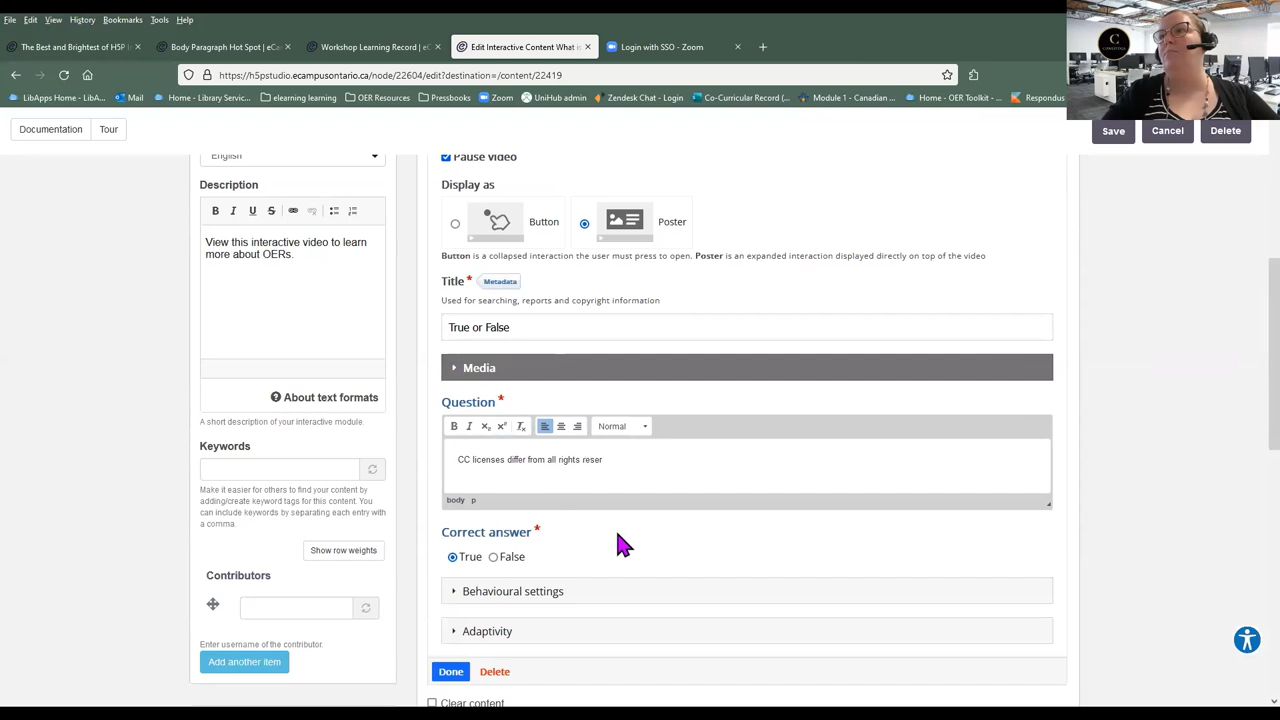 File Edit View History Bookmarks Tools Help
The Best and Brightest of H5P I
Body Paragraph Hot Spot | eCa
Workshop Learning Record | eC
Edit Interactive Content What is
Login with SSO - Zoom
https://h5pstudio.ecampusontario.ca/node/22604/edit?destination=/content/22419
LibApps Home - LibA... Mail Home - Library Servic... elearning learning OER Resources Pressbooks Zoom UniHub admin Zendesk Chat - Login Co-Curricular Record (... Module 1 - Canadian ... Home - OER Toolkit - ... Respondus
Documentation Tour
Save Cancel Delete
English
Description
View this interactive video to learn
more about OERs.
About text formats
A short description of your interactive module.
Keywords
Make it easier for others to find your content by
adding/create keyword tags for this content. You
can include keywords by separating each entry with
a comma.
Show row weights
Contributors
Enter username of the contributor.
Add another item
Pause video
Display as
Button
Poster
Button is a collapsed interaction the user must press to open. Poster is an expanded interaction displayed directly on top of the video
Title * Metadata
Used for searching, reports and copyright information
True or False
Media
Question *
B I x₂ x² Tx Normal
CC licenses differ from all rights reser
body p
Correct answer *
True False
Behavioural settings
Adaptivity
Done Delete
Clear content